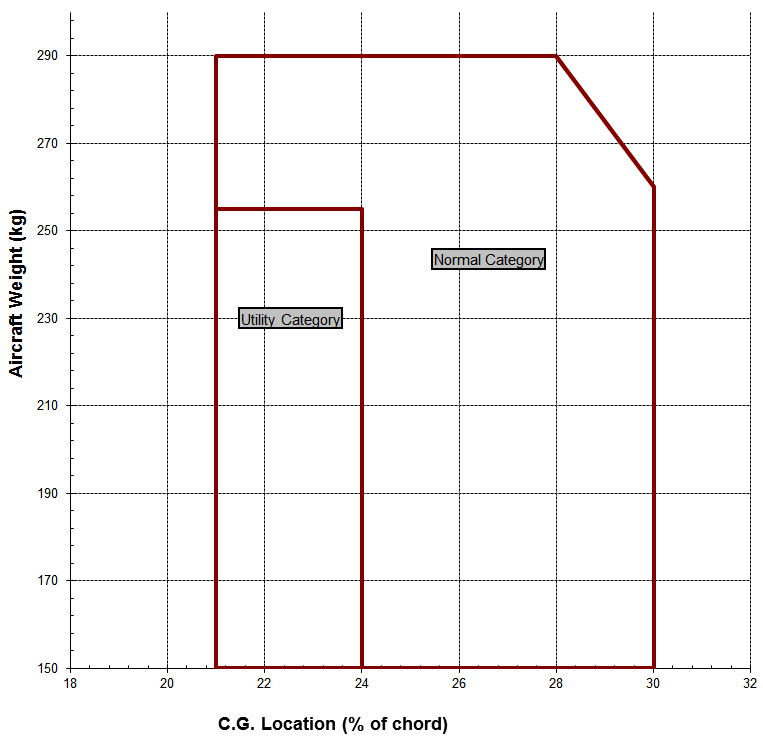 290
270
250
230
210
190
170
150
Aircraft Weight (kg)
Normal Category
Utility Category
18 20 22 24 26 28 30 32
C.G. Location (% of chord)